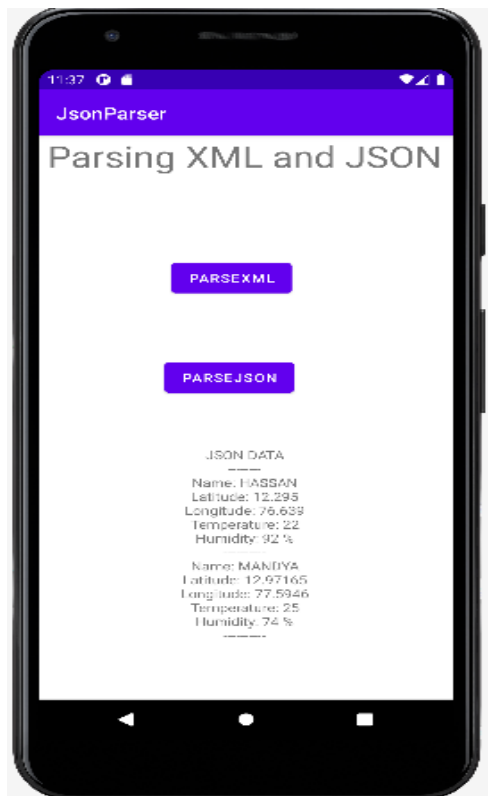 11:37
JsonParser
Parsing XML and JSON
PARSEXML
PARSEJSON
JSON DATA
--------
Name: HASSAN
Latitude: 12.295
Longitude: 76.639
Temperature: 22
Humidity: 92 %
----------
Name: MANDYA
Latitude: 12.97165
Longitude: 77.5946
Temperature: 25
Humidity: 74 %
----------